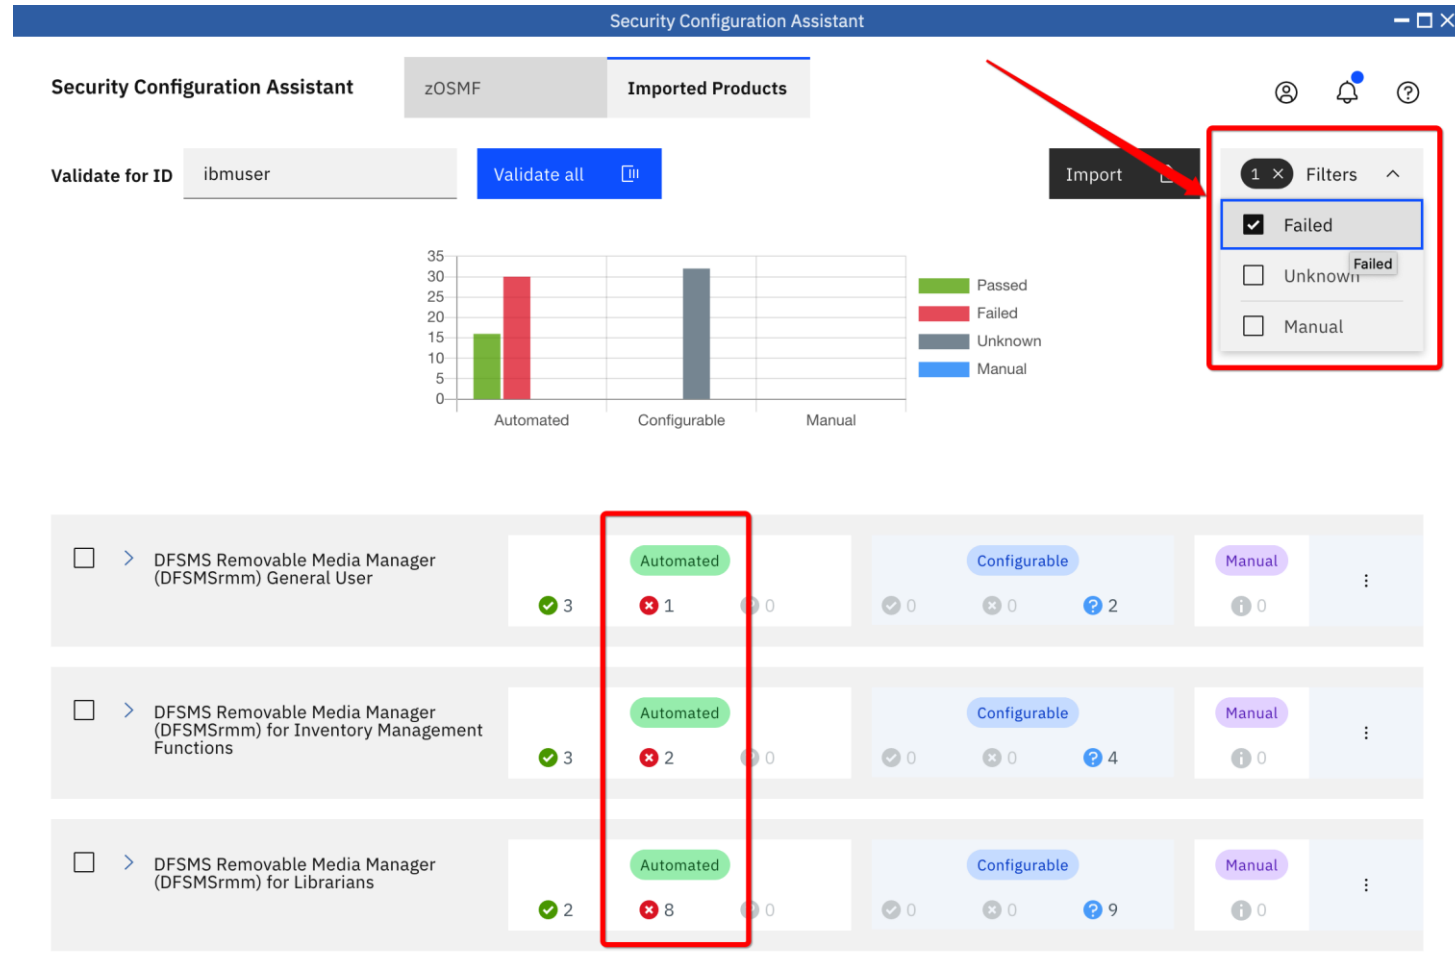 Security Configuration Assistant
Security Configuration Assistant
zOSMF
Imported Products
Validate for ID
ibmuser
Validate all
Import
1 × Filters
Failed
Failed
Unknown
Manual
35
30
25
20
15
10
5
0
Automated
Configurable
Manual
Passed
Failed
Unknown
Manual
DFSMS Removable Media Manager
(DFSMSrmm) General User
Automated
3
1
0
Configurable
0
0
2
Manual
0
DFSMS Removable Media Manager
(DFSMSrmm) for Inventory Management
Functions
Automated
3
2
0
Configurable
0
0
4
Manual
0
DFSMS Removable Media Manager
(DFSMSrmm) for Librarians
Automated
2
8
0
Configurable
0
0
9
Manual
0